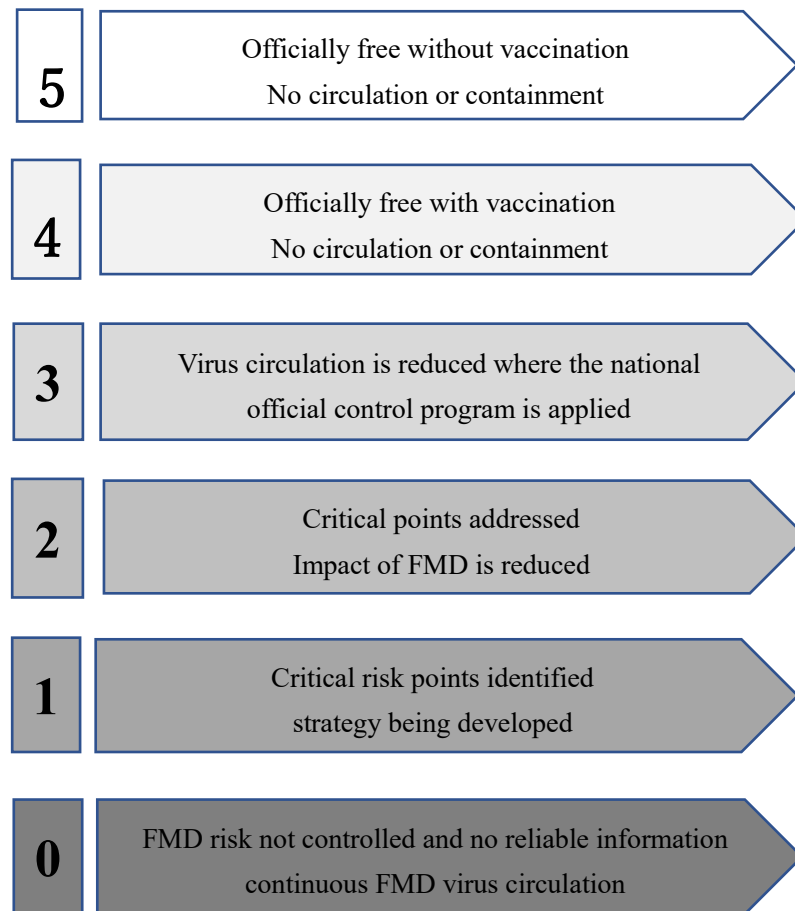 5
Officially free without vaccination
No circulation or containment
4
Officially free with vaccination
No circulation or containment
3
Virus circulation is reduced where the national
official control program is applied
2
Critical points addressed
Impact of FMD is reduced
1
Critical risk points identified
strategy being developed
0
FMD risk not controlled and no reliable information
continuous FMD virus circulation